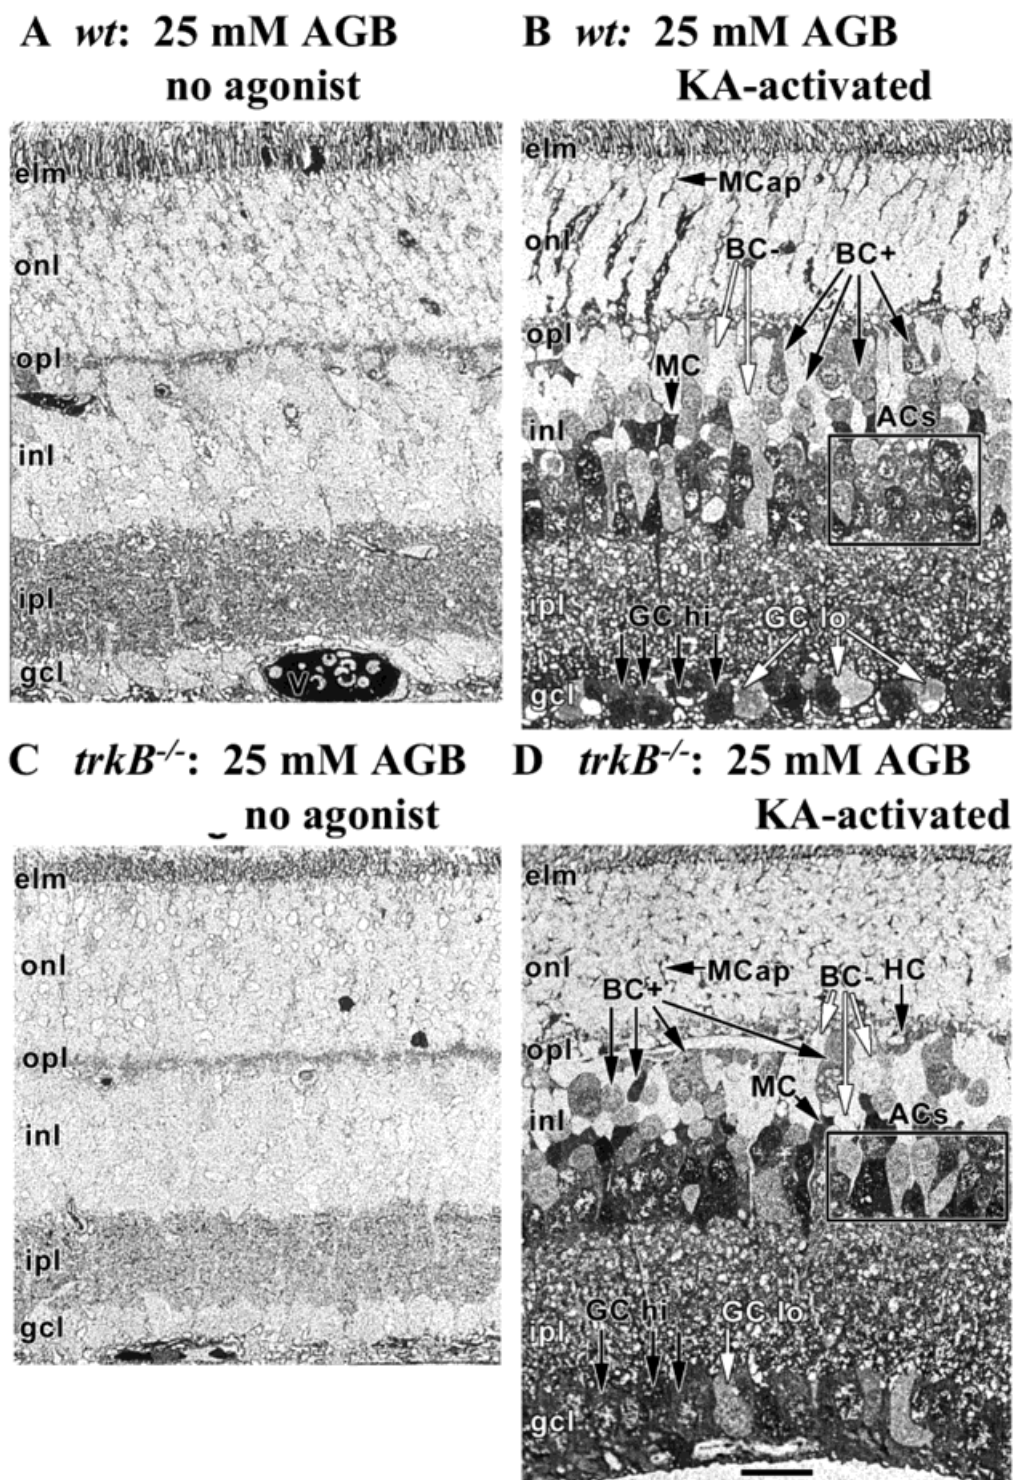 A wt: 25 mM AGB
no agonist
elm
onl
opl
inl
ipl
gcl
V
B wt: 25 mM AGB
KA-activated
elm
MCap
onl
BC-
BC+
opl
MC
ACs
inl
ipl
GC hi
GC lo
gcl
C trkB-/-: 25 mM AGB
no agonist
elm
onl
opl
inl
ipl
gcl
D trkB-/-: 25 mM AGB
KA-activated
elm
onl
MCap
BC-
HC
BC+
opl
MC
ACs
inl
GC hi
GC lo
ipl
gcl